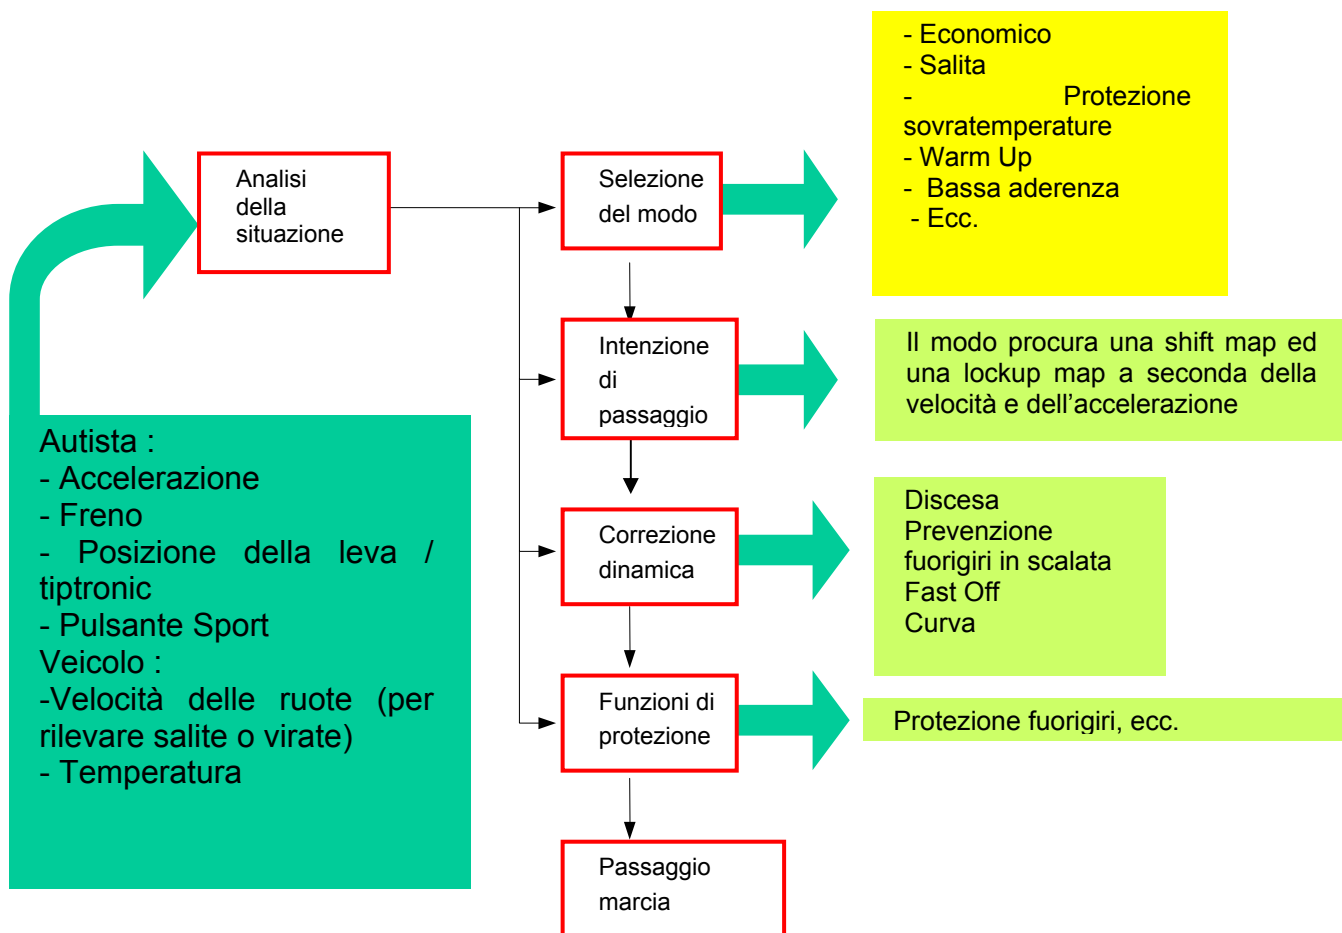 - Economico
- Salita
- Protezione
sovratemperature
- Warm Up
- Bassa aderenza
- Ecc.
Analisi
della
situazione
Selezione
del modo
Intenzione
di
passaggio
Il modo procura una shift map ed
una lockup map a seconda della
velocità e dell’accelerazione
Autista :
- Accelerazione
- Freno
- Posizione della leva /
tiptronic
- Pulsante Sport
Veicolo :
-Velocità delle ruote (per
rilevare salite o virate)
- Temperatura
Correzione
dinamica
Discesa
Prevenzione
fuorigiri in scalata
Fast Off
Curva
Funzioni di
protezione
Protezione fuorigiri, ecc.
Passaggio
marcia